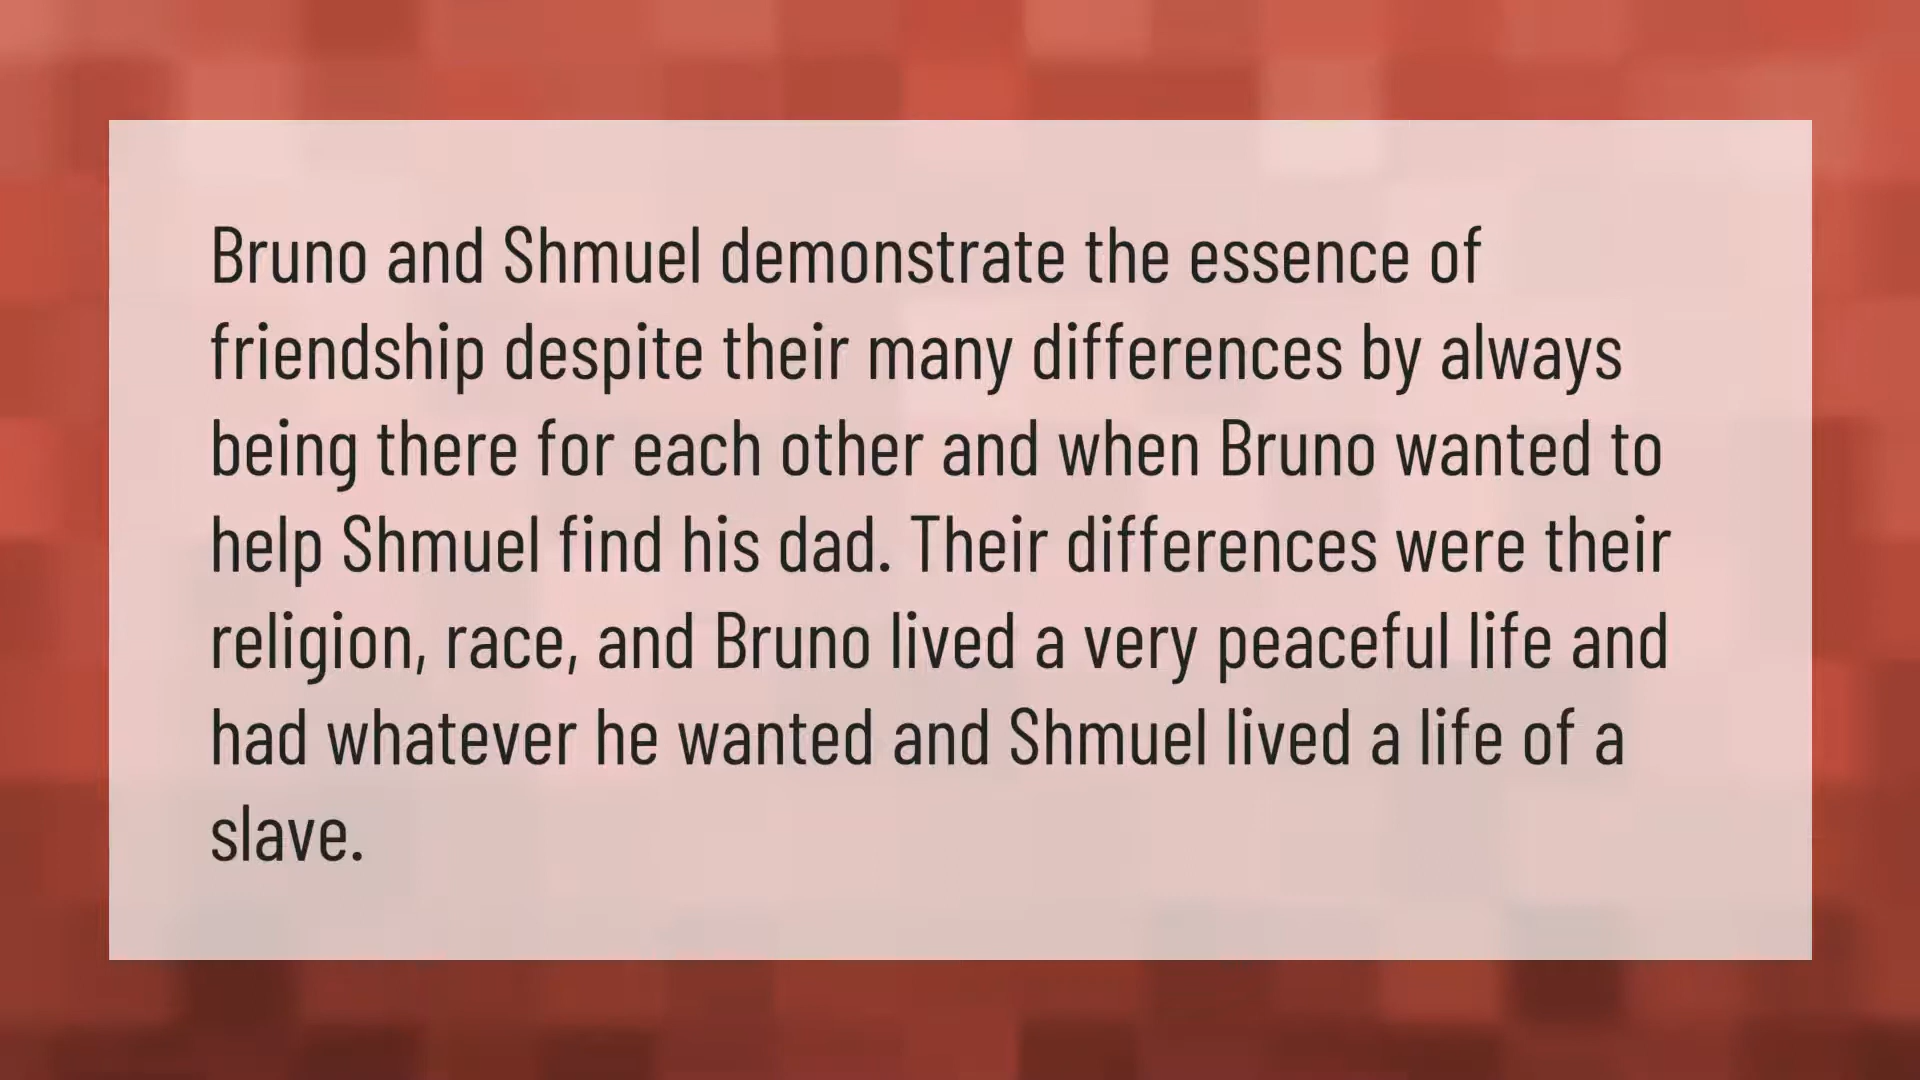 Bruno and Shmuel demonstrate the essence of
friendship despite their many differences by always
being there for each other and when Bruno wanted to
help Shmuel find his dad. Their differences were their
religion, race, and Bruno lived a very peaceful life and
had whatever he wanted and Shmuel lived a life of a
slave.